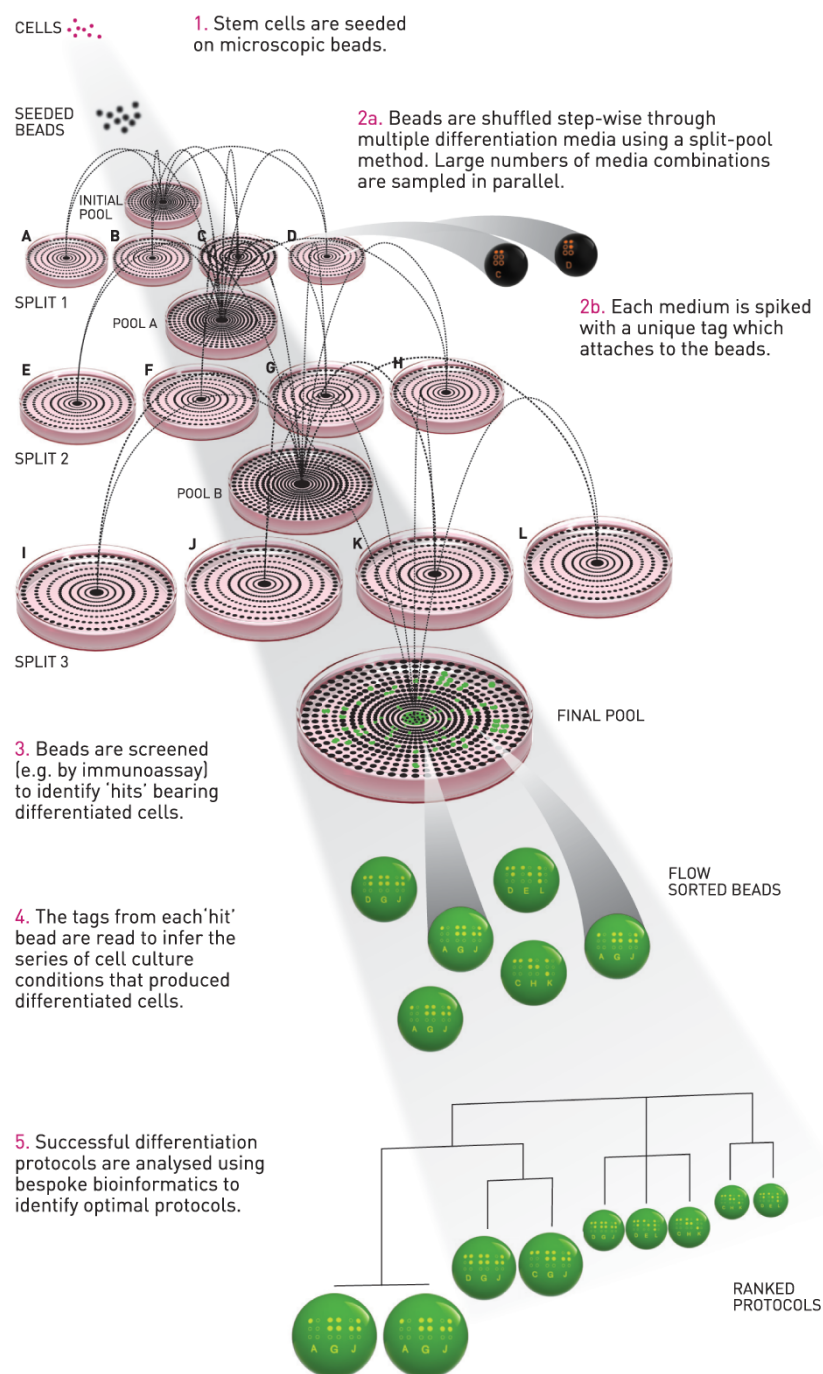 CELLS
1. Stem cells are seeded
on microscopic beads.
SEEDED
BEADS
2a. Beads are shuffled step-wise through
multiple differentiation media using a split-pool
method. Large numbers of media combinations
are sampled in parallel.
INITIAL
POOL
A B C D
C D
SPLIT 1
2b. Each medium is spiked
with a unique tag which
attaches to the beads.
POOL A
E F G H
SPLIT 2
POOL B
I J K L
SPLIT 3
FINAL POOL
3. Beads are screened
(e.g. by immunoassay)
to identify ‘hits’ bearing
differentiated cells.
FLOW
SORTED BEADS
D G J
D E L
4. The tags from each‘hit’
bead are read to infer the
series of cell culture
conditions that produced
differentiated cells.
A G J
A G J
C H K
A G J
5. Successful differentiation
protocols are analysed using
bespoke bioinformatics to
identify optimal protocols.
C H K
D G J
D E L
D G J
C G J
RANKED
PROTOCOLS
A G J
A G J